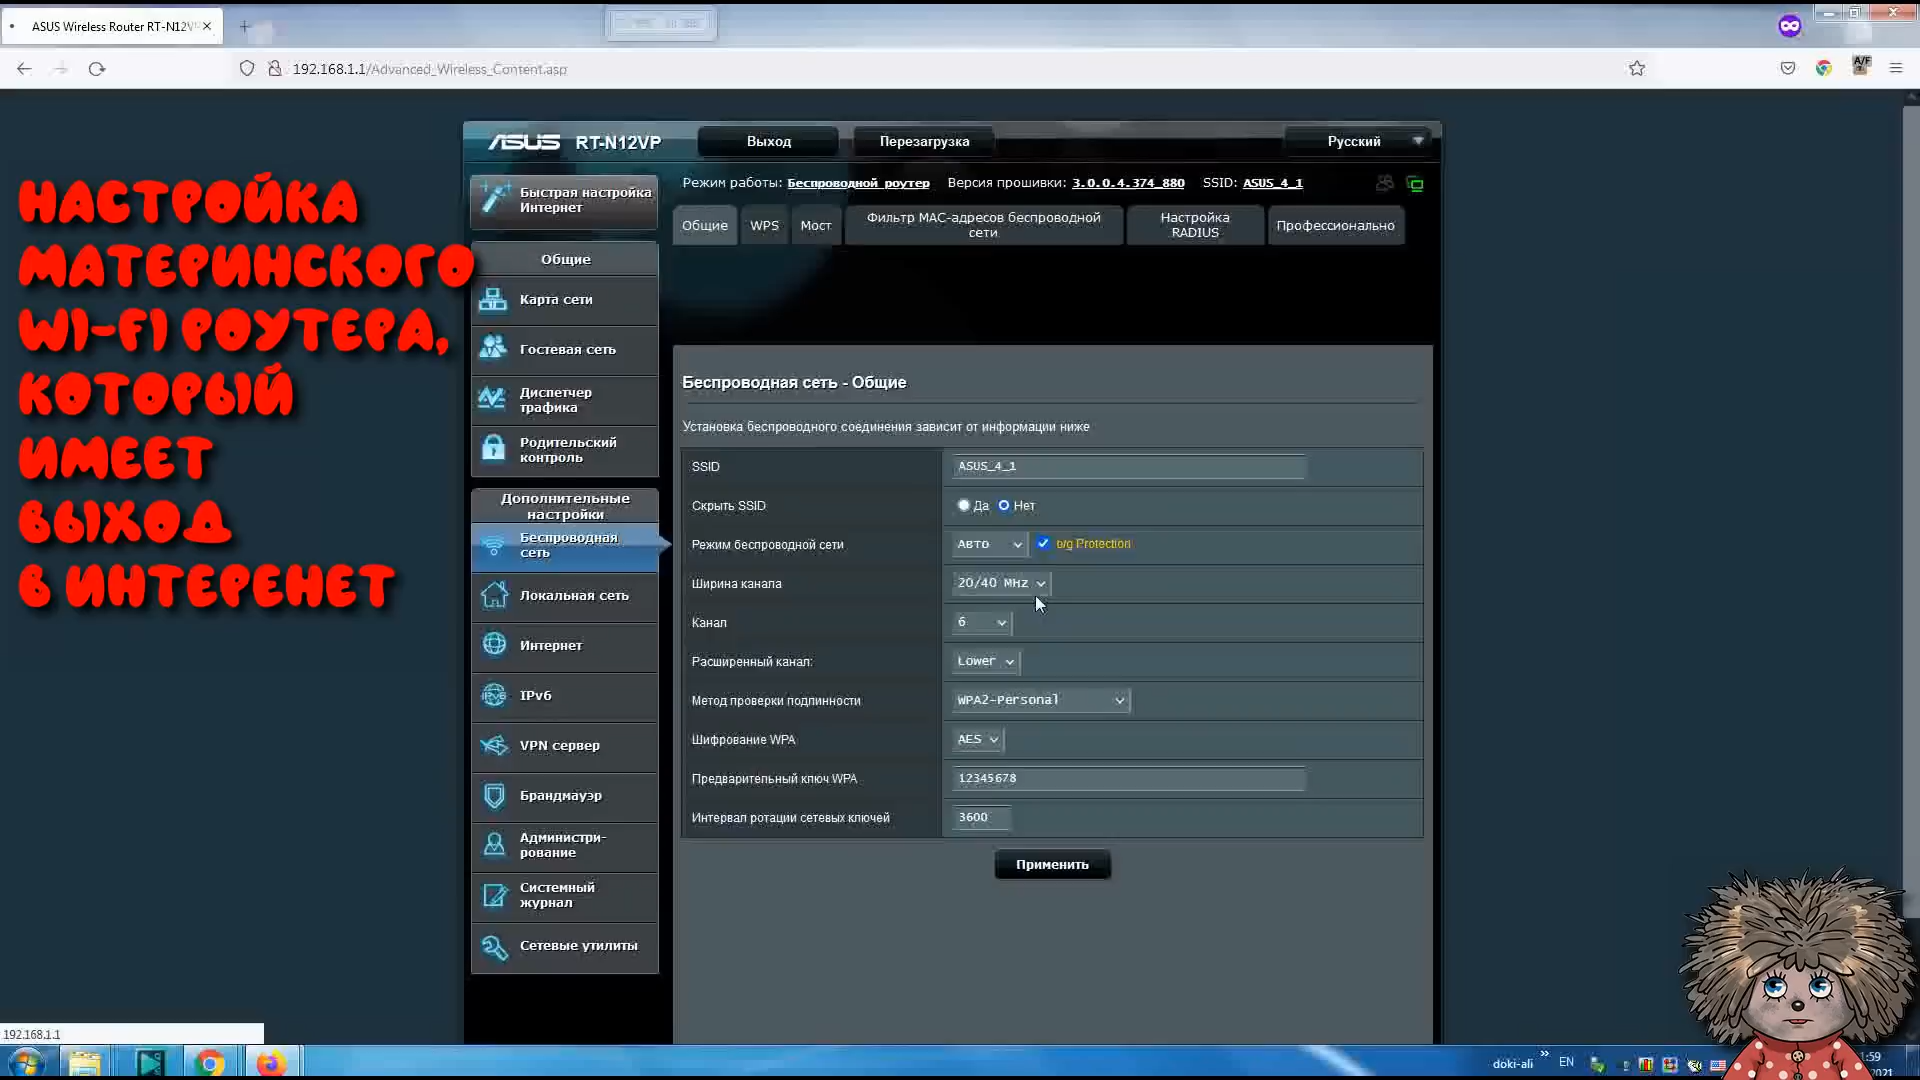 ASUS Wireless Router RT-N12V
192.168.1.1/Advanced_Wireless_Content.asp
A/F
НАСТРОЙКА
МАТЕРИНСКОГО
WI-FI РОУТЕРА,
КОТОРЫЙ
ИМЕЕТ
ВЫХОД
В ИНТЕРЕНЕТ
ASUS RT-N12VP
Выход
Перезагрузка
Русский
Быстрая настройка
Интернет
Режим работы: Беспроводной роутер Версия прошивки: 3.0.0.4.374_880 SSID: ASUS_4_1
Общие
WPS
Мост
Фильтр MAC-адресов беспроводной
сети
Настройка
RADIUS
Профессионально
Общие
Карта сети
Гостевая сеть
Диспетчер
трафика
Родительский
контроль
Дополнительные
настройки
Беспроводная
сеть
Локальная сеть
Интернет
IPv6
VPN сервер
Брандмауэр
Администри-
рование
Системный
журнал
Сетевые утилиты
Беспроводная сеть - Общие
Установка беспроводного соединения зависит от информации ниже
SSID ASUS_4_1
Скрыть SSID Да Нет
Режим беспроводной сети Авто b/g Protection
Ширина канала 20/40 MHz
Канал 6
Расширенный канал: Lower
Метод проверки подлинности WPA2-Personal
Шифрование WPA AES
Предварительный ключ WPA 12345678
Интервал ротации сетевых ключей 3600
Применить
192.168.1.1
doki-ali
EN
:59
2021